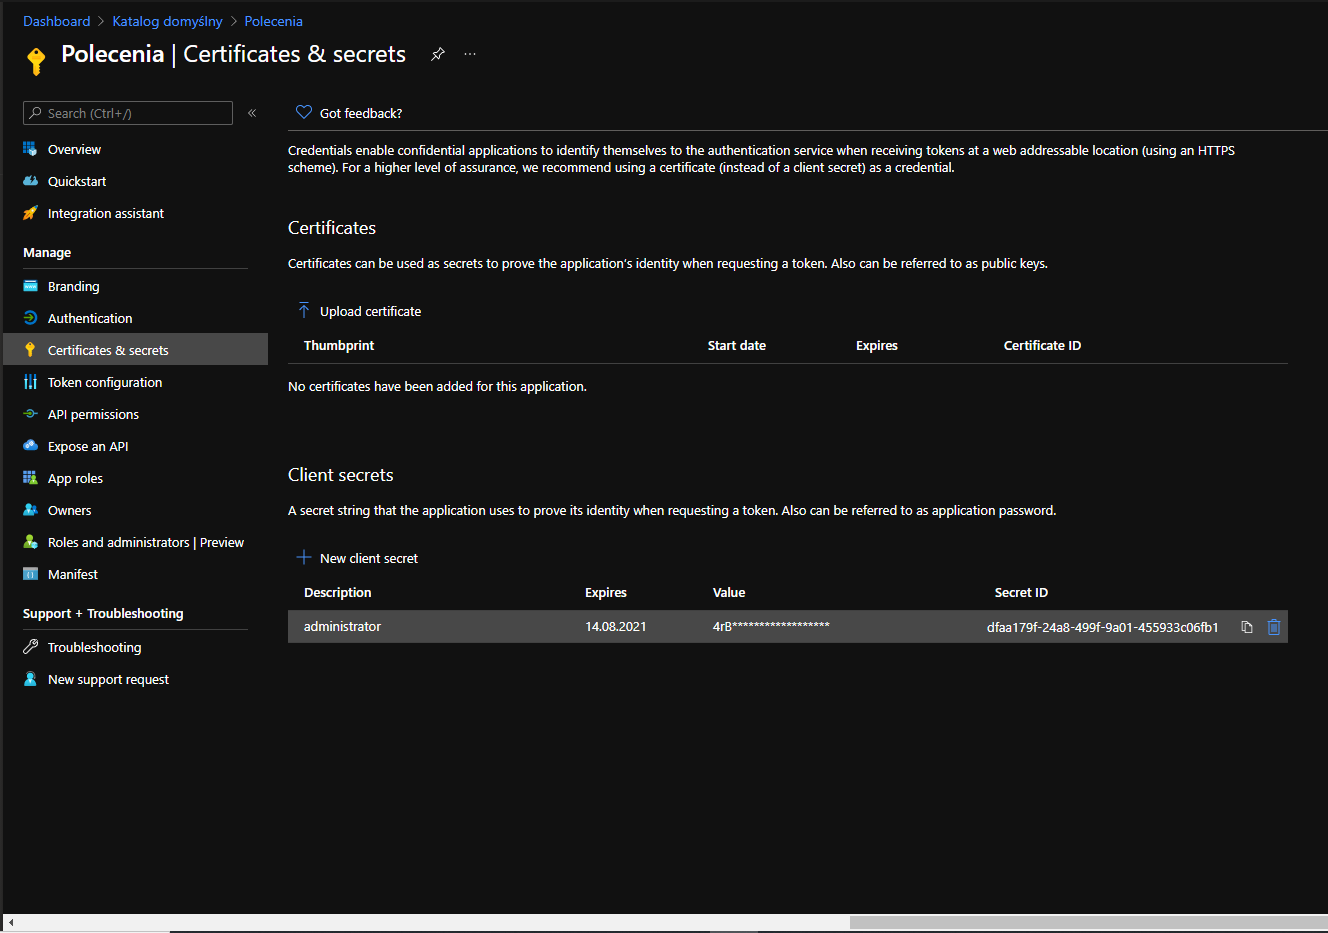 Dashboard > Katalog domyślny > Polecenia
Polecenia | Certificates & secrets
Search (Ctrl+/)
Overview
Quickstart
Integration assistant
Manage
Branding
Authentication
Certificates & secrets
Token configuration
API permissions
Expose an API
App roles
Owners
Roles and administrators | Preview
Manifest
Support + Troubleshooting
Troubleshooting
New support request
Got feedback?
Credentials enable confidential applications to identify themselves to the authentication service when receiving tokens at a web addressable location (using an HTTPS
scheme). For a higher level of assurance, we recommend using a certificate (instead of a client secret) as a credential.
Certificates
Certificates can be used as secrets to prove the application's identity when requesting a token. Also can be referred to as public keys.
Upload certificate
Thumbprint Start date Expires Certificate ID
No certificates have been added for this application.
Client secrets
A secret string that the application uses to prove its identity when requesting a token. Also can be referred to as application password.
New client secret
Description Expires Value Secret ID
administrator 14.08.2021 4rB****************** dfaa179f-24a8-499f-9a01-455933c06fb1